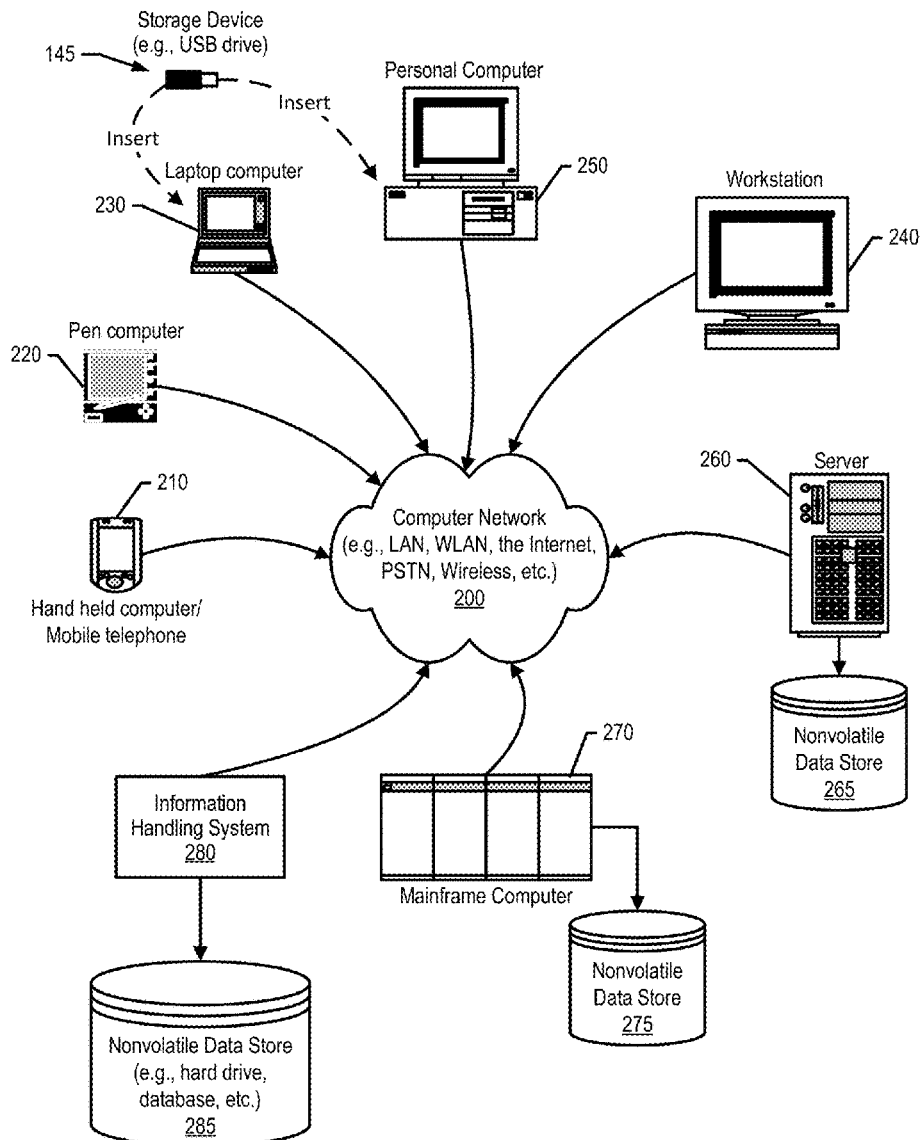 Storage Device
(e.g., USB drive)
145
Insert
Insert
Personal Computer
250
Laptop computer
230
Workstation
240
Pen computer
220
210
Hand held computer/
Mobile telephone
Computer Network
(e.g., LAN, WLAN, the Internet,
PSTN, Wireless, etc.)
200
260
Server
Nonvolatile
Data Store
265
Information
Handling System
280
270
Mainframe Computer
Nonvolatile
Data Store
275
Nonvolatile Data Store
(e.g., hard drive,
database, etc.)
285